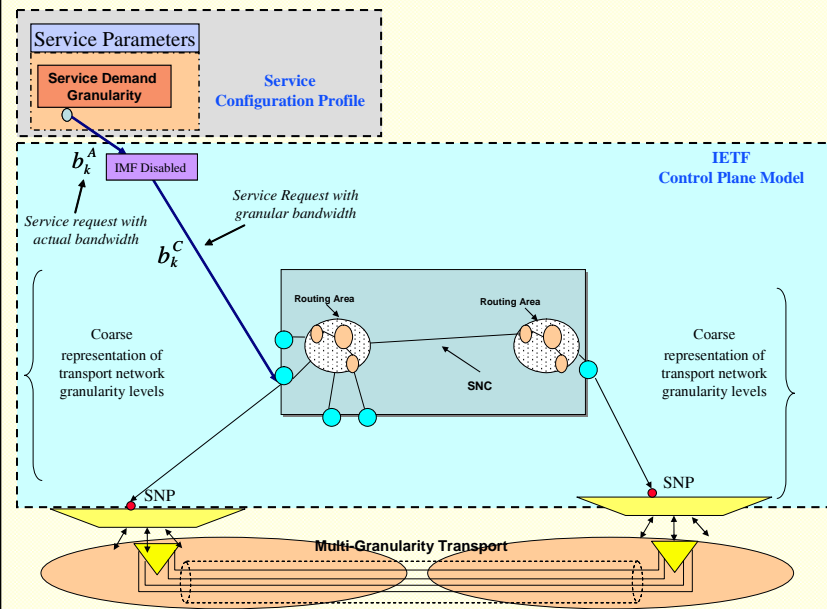 Service Parameters
Service Demand
Granularity
Service
Configuration Profile
b_k^A
IMF Disabled
IETF
Control Plane Model
Service Request with
granular bandwidth
Service request with
actual bandwidth
b_k^C
Routing Area
Routing Area
Coarse
representation of
transport network
granularity levels
Coarse
representation of
transport network
granularity levels
SNC
SNP
SNP
Multi-Granularity Transport